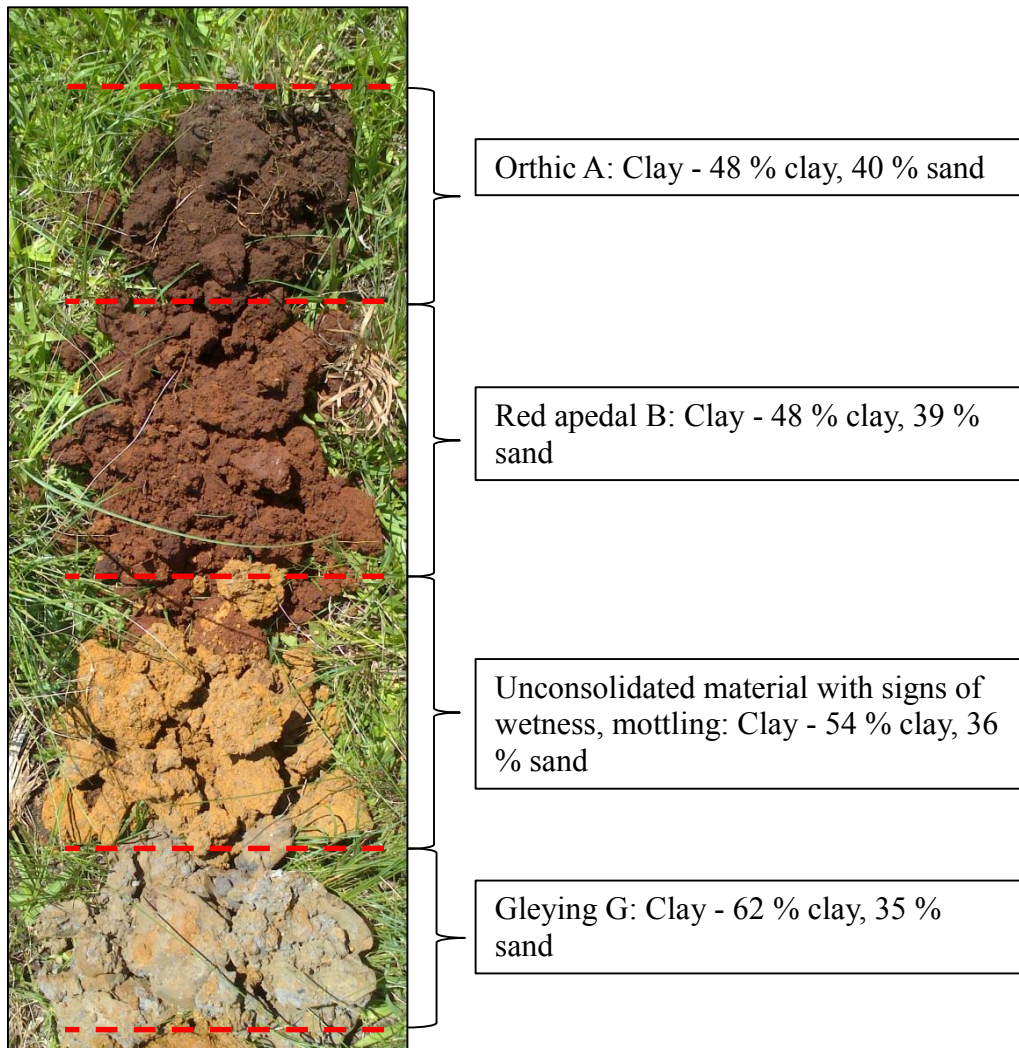 Orthic A: Clay - 48 % clay, 40 % sand
Red apedal B: Clay - 48 % clay, 39 %
sand
Unconsolidated material with signs of
wetness, mottling: Clay - 54 % clay, 36
% sand
Gleying G: Clay - 62 % clay, 35 %
sand